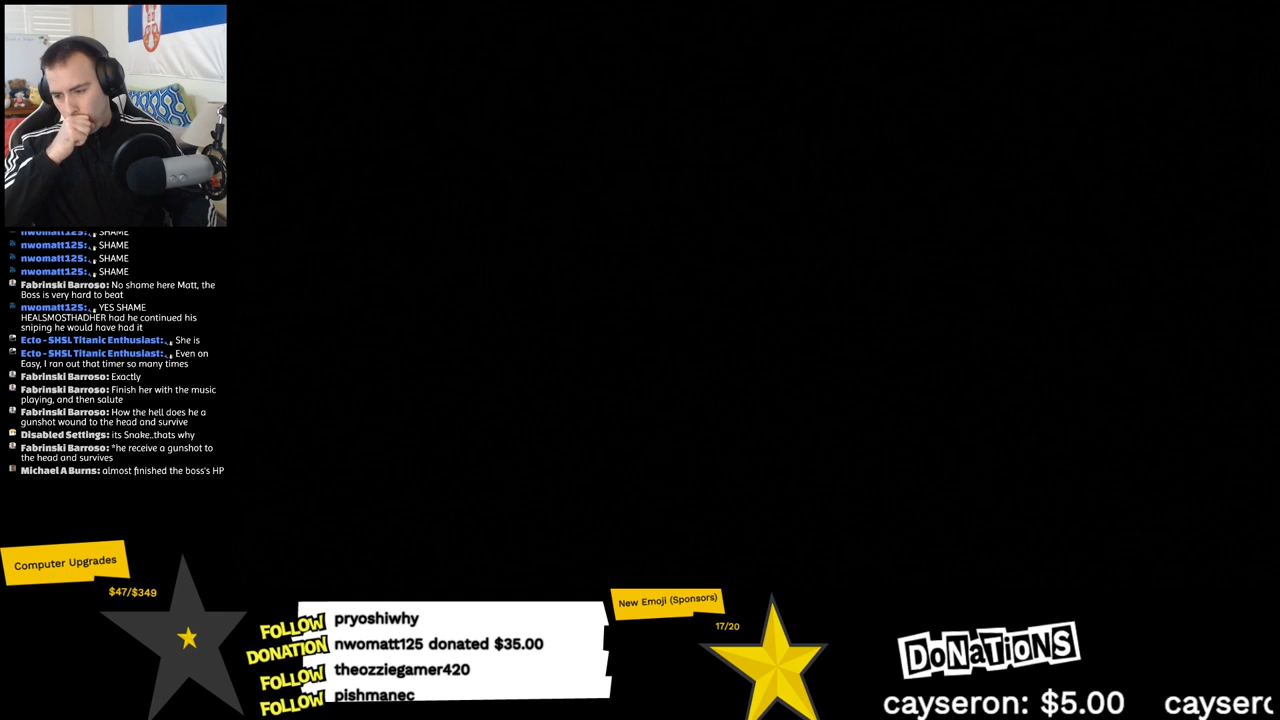 nwomatt125: SHAME
nwomatt125: SHAME
nwomatt125: SHAME
nwomatt125: SHAME
Fabrinski Barroso: No shame here Matt, the
Boss is very hard to beat
nwomatt125: YES SHAME
HEALSMOSTHADHER had he continued his
sniping he would have had it
Ecto - SHSL Titanic Enthusiast: She is
Ecto - SHSL Titanic Enthusiast: Even on
Easy, I ran out that timer so many times
Fabrinski Barroso: Exactly
Fabrinski Barroso: Finish her with the music
playing, and then salute
Fabrinski Barroso: How the hell does he a
gunshot wound to the head and survive
Disabled Settings: its Snake..thats why
Fabrinski Barroso: *he receive a gunshot to
the head and survives
Michael A Burns: almost finished the boss's HP
Computer Upgrades
$47/$349
FOLLOW pryoshiwhy
DONATION nwomatt125 donated $35.00
FOLLOW theozziegamer420
FOLLOW pishmanec
New Emoji (Sponsors)
17/20
DONATIONS
cayseron: $5.00 caysero